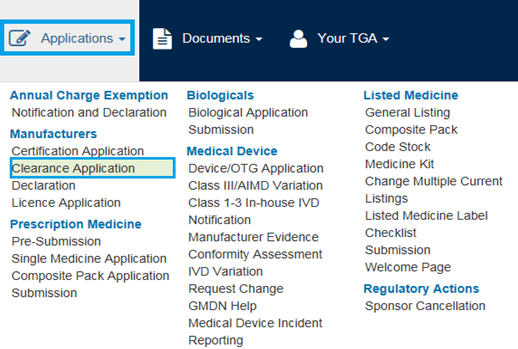 Applications
Documents
Your TGA
Annual Charge Exemption
Notification and Declaration
Manufacturers
Certification Application
Clearance Application
Declaration
Licence Application
Prescription Medicine
Pre-Submission
Single Medicine Application
Composite Pack Application
Submission
Biologicals
Biological Application
Submission
Medical Device
Device/OTG Application
Class III/AIMD Variation
Class 1-3 In-house IVD
Notification
Manufacturer Evidence
Conformity Assessment
IVD Variation
Request Change
GMDN Help
Medical Device Incident
Reporting
Listed Medicine
General Listing
Composite Pack
Code Stock
Medicine Kit
Change Multiple Current
Listings
Listed Medicine Label
Checklist
Submission
Welcome Page
Regulatory Actions
Sponsor Cancellation